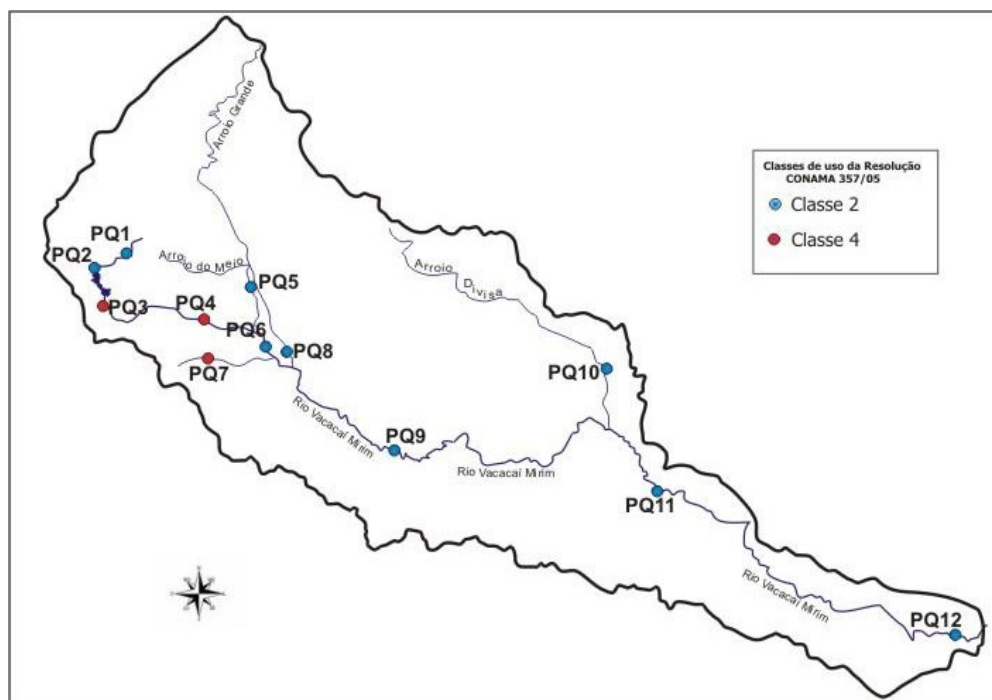 Arroio Grande
Classes de uso da Resolução
CONAMA 357/05
Classe 2
Classe 4
PQ1
PQ2
Arroio do Meio
Arroio
Divisa
PQ5
PQ3
PQ4
PQ6
PQ8
PQ7
PQ10
Rio Vacacaí Mirim
PQ9
Rio Vacacaí Mirim
PQ11
Rio Vacacaí Mirim
PQ12